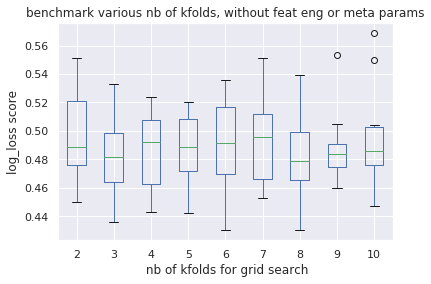 benchmark various nb of kfolds, without feat eng or meta params
0.56
0.54
0.52
0.50
0.48
0.46
0.44
log_loss score
2 3 4 5 6 7 8 9 10
nb of kfolds for grid search